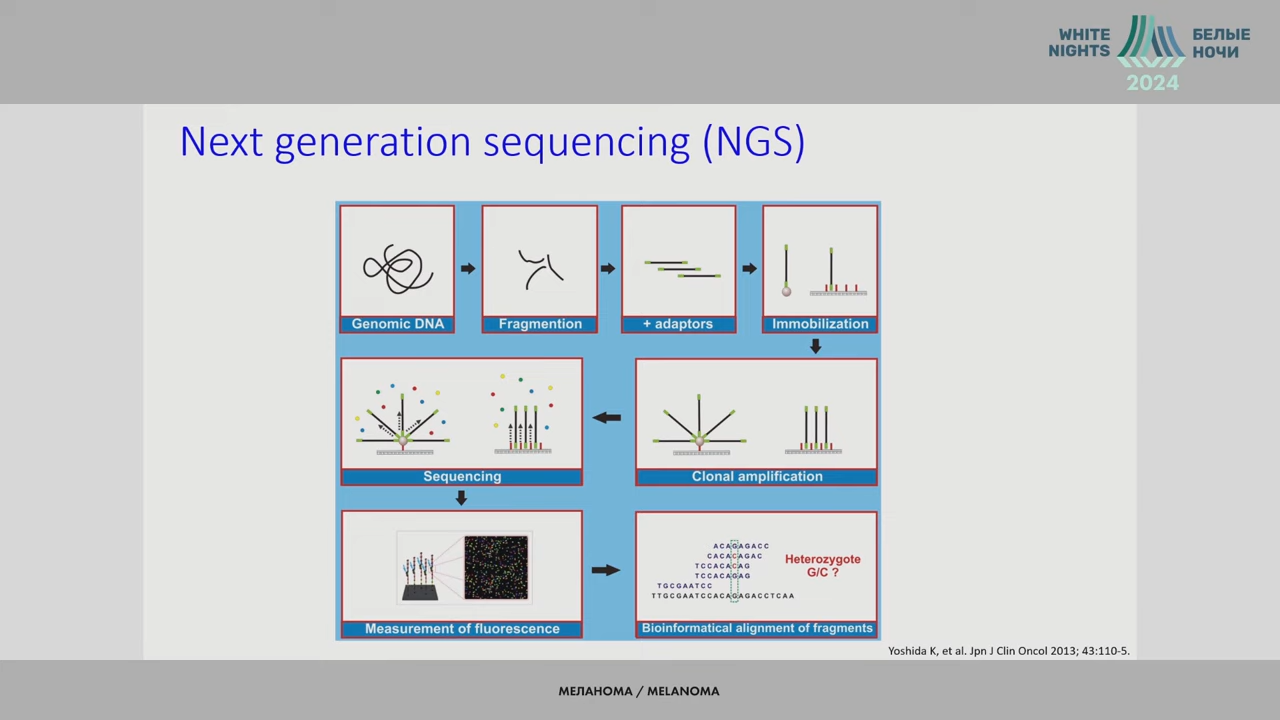 WHITE
NIGHTS
БЕЛЫЕ
НОЧИ
2024
Next generation sequencing (NGS)
Genomic DNA
Fragmention
+ adaptors
Immobilization
Sequencing
Clonal amplification
Measurement of fluorescence
ACAGAGACC
CACACAGAC
TCCACACAG
TCCACAGAG
TGCGAATCC
TTGCGAATCCACAGAGACCTCAA
Heterozygote
G/C ?
Bioinformatical alignment of fragments
Yoshida K, et al. Jpn J Clin Oncol 2013; 43:110-5.
МЕЛАНОМА / MELANOMA